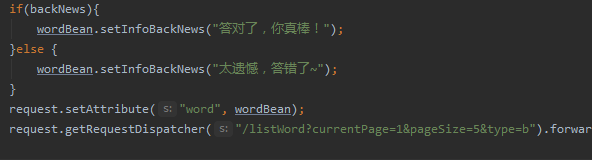 if(backNews){
wordBean.setInfoBackNews("答对了，你真棒！");
}else {
wordBean.setInfoBackNews("太遗憾，答错了~");
}
request.setAttribute( s: "word", wordBean);
request.getRequestDispatcher( s: "/listWord?currentPage=1&pageSize=5&type=b").forwar